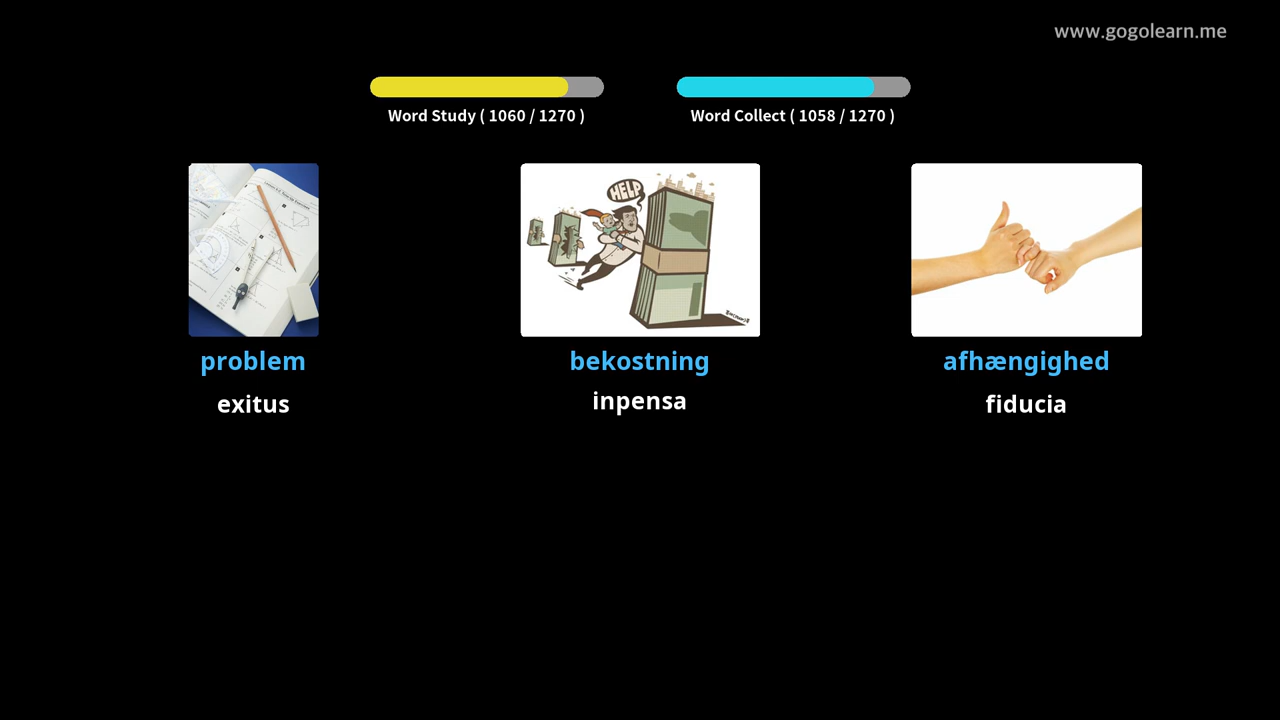 www.gogolearn.me
Word Study ( 1060 / 1270 )
Word Collect ( 1058 / 1270 )
HELP
problem
bekostning
afhængighed
exitus
inpensa
fiducia